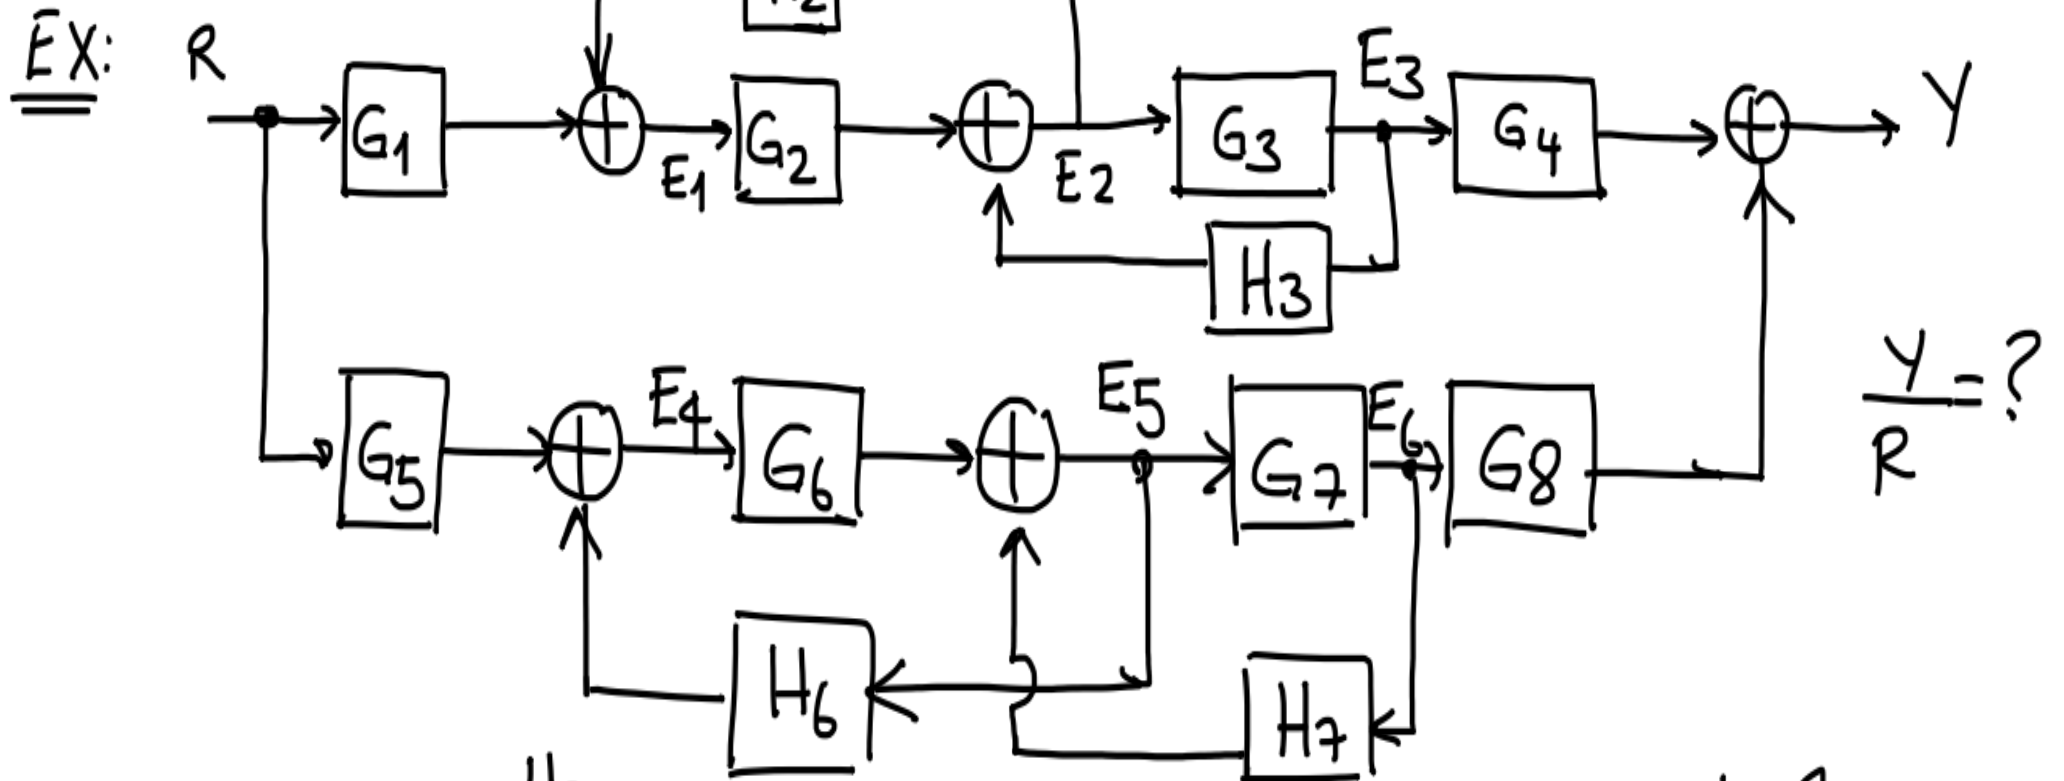 EX: R G1 E1 G2 E2 G3 E3 G4 Y
H3
G5 E4 G6 E5 G7 E6 G8
Y/R = ?
H6 H7